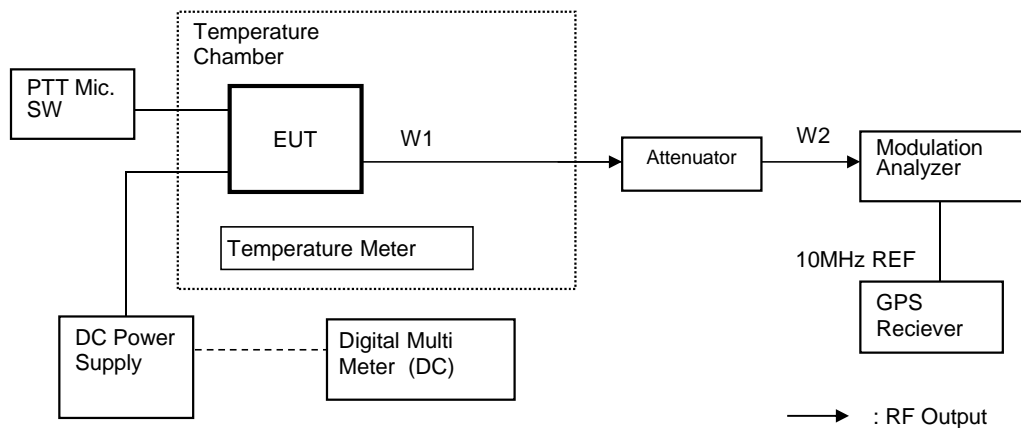 Temperature
Chamber
PTT Mic.
SW
EUT
W1
Attenuator
W2
Modulation
Analyzer
Temperature Meter
10MHz REF
GPS
Reciever
DC Power
Supply
Digital Multi
Meter (DC)
: RF Output